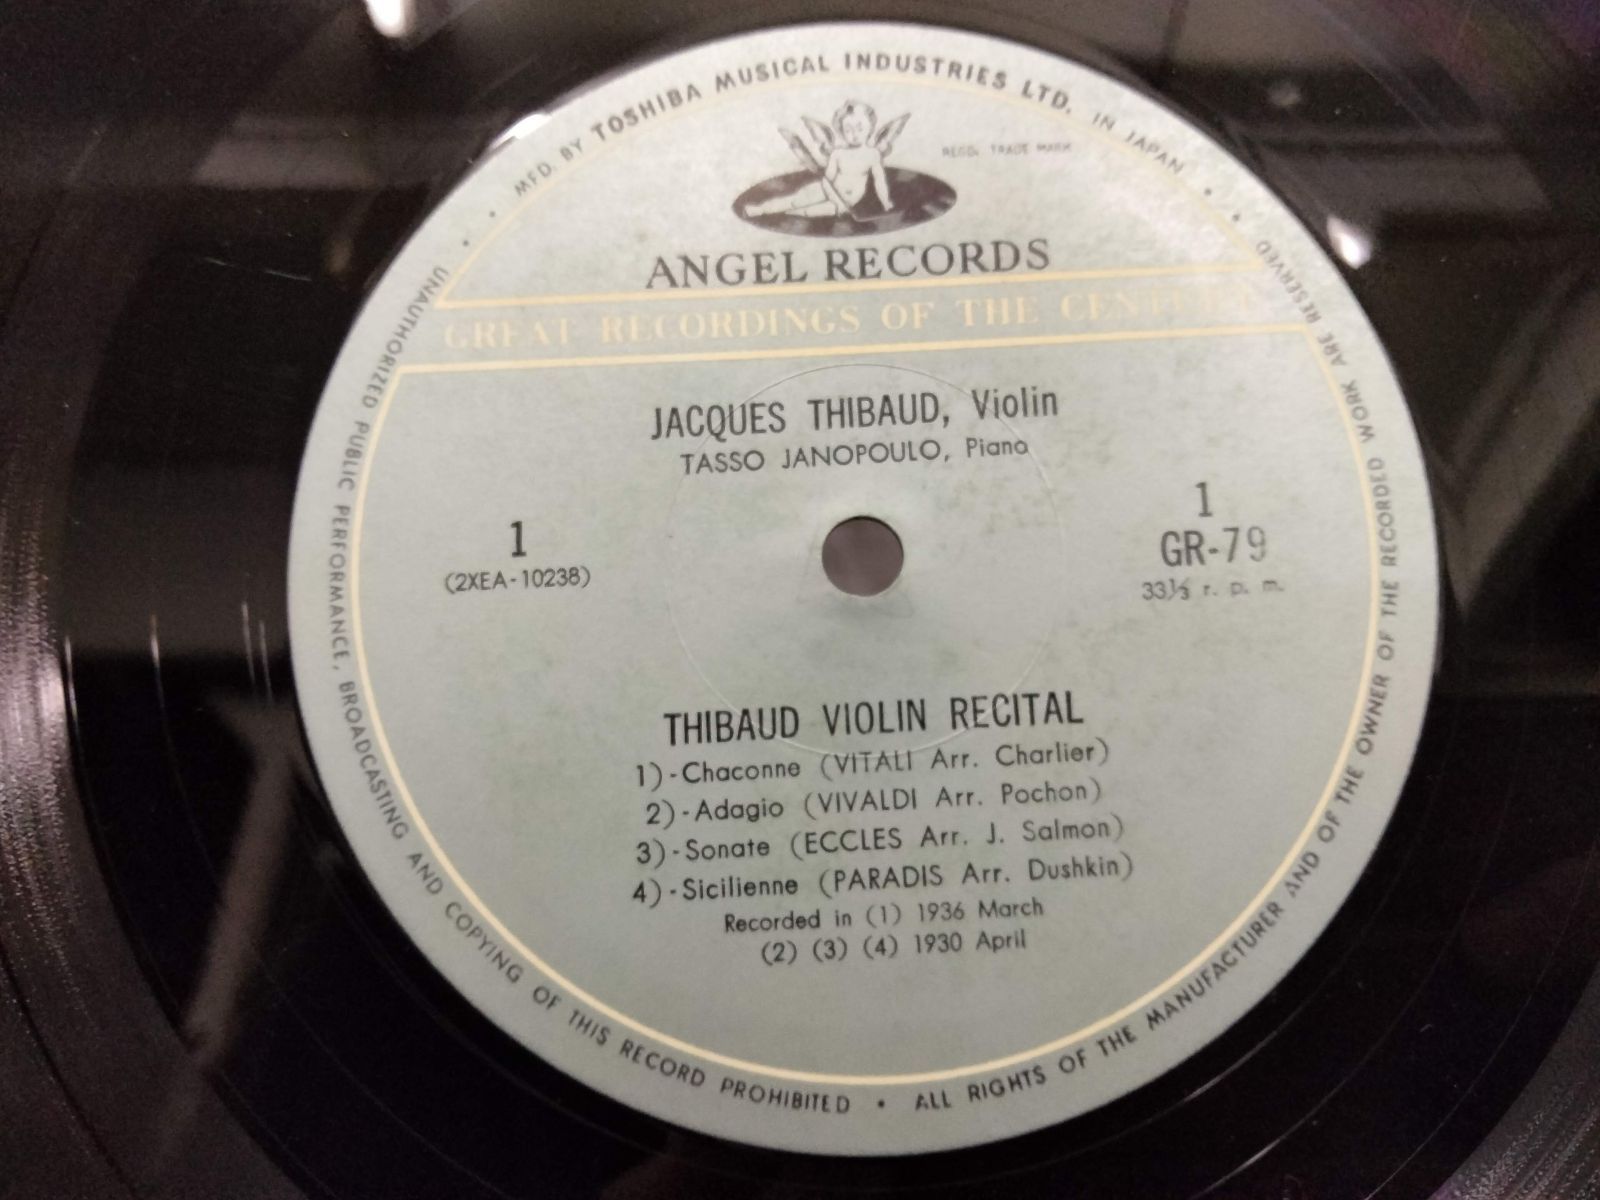 MFD. BY TOSHIBA MUSICAL INDUSTRIES LTD. IN JAPAN
REGD. TRADE MARK
ANGEL RECORDS
GREAT RECORDINGS OF THE CENTURY
JACQUES THIBAUD, Violin
TASSO JANOPOULO, Piano
1
(2XEA-10238)
1
GR-79
33⅓ r. p. m.
THIBAUD VIOLIN RECITAL
1)-Chaconne (VITALI Arr. Charlier)
2)-Adagio (VIVALDI Arr. Pochon)
3)-Sonate (ECCLES Arr. J. Salmon)
4)-Sicilienne (PARADIS Arr. Dushkin)
Recorded in (1) 1936 March
(2) (3) (4) 1930 April
UNAUTHORIZED PUBLIC PERFORMANCE, BROADCASTING AND COPYING OF THIS RECORD PROHIBITED • ALL RIGHTS OF THE MANUFACTURER AND OF THE OWNER OF THE RECORDED WORK ARE RESERVED